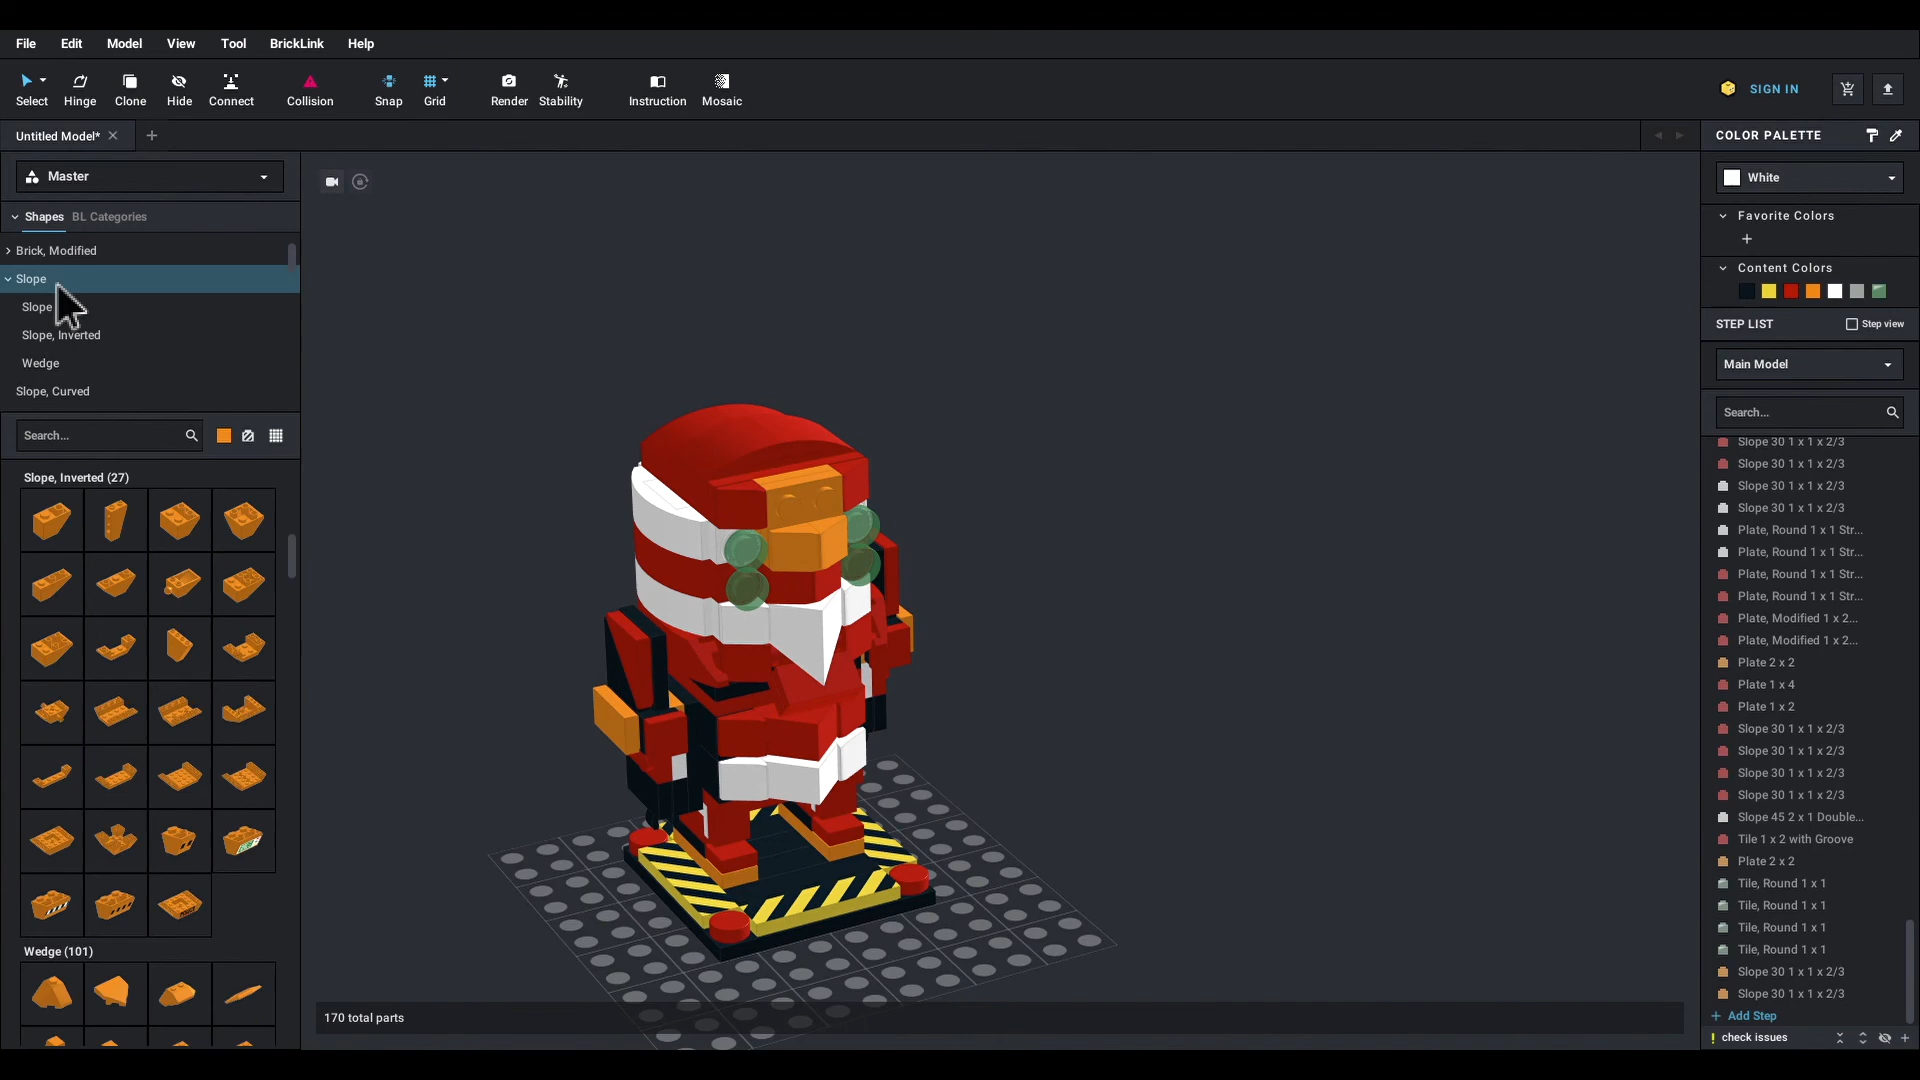 File Edit Model View Tool BrickLink Help
Select Hinge Clone Hide Connect Collision Snap Grid Render Stability Instruction Mosaic
SIGN IN
Untitled Model*
COLOR PALETTE
Master
White
Shapes BL Categories
Favorite Colors
Brick, Modified
Slope
Content Colors
Slope
STEP LIST Step view
Slope, Inverted
Wedge
Main Model
Slope, Curved
Search...
Search...
Slope 30 1 x 1 x 2/3
Slope 30 1 x 1 x 2/3
Slope, Inverted (27)
Slope 30 1 x 1 x 2/3
Slope 30 1 x 1 x 2/3
Plate, Round 1 x 1 Str...
Plate, Round 1 x 1 Str...
Plate, Round 1 x 1 Str...
Plate, Round 1 x 1 Str...
Plate, Modified 1 x 2...
Plate, Modified 1 x 2...
Plate 2 x 2
Plate 1 x 4
Plate 1 x 2
Slope 30 1 x 1 x 2/3
Slope 30 1 x 1 x 2/3
Slope 30 1 x 1 x 2/3
Slope 30 1 x 1 x 2/3
Slope 45 2 x 1 Double...
Tile 1 x 2 with Groove
Plate 2 x 2
Tile, Round 1 x 1
Tile, Round 1 x 1
Tile, Round 1 x 1
Tile, Round 1 x 1
Wedge (101)
Slope 30 1 x 1 x 2/3
Slope 30 1 x 1 x 2/3
Add Step
170 total parts
check issues